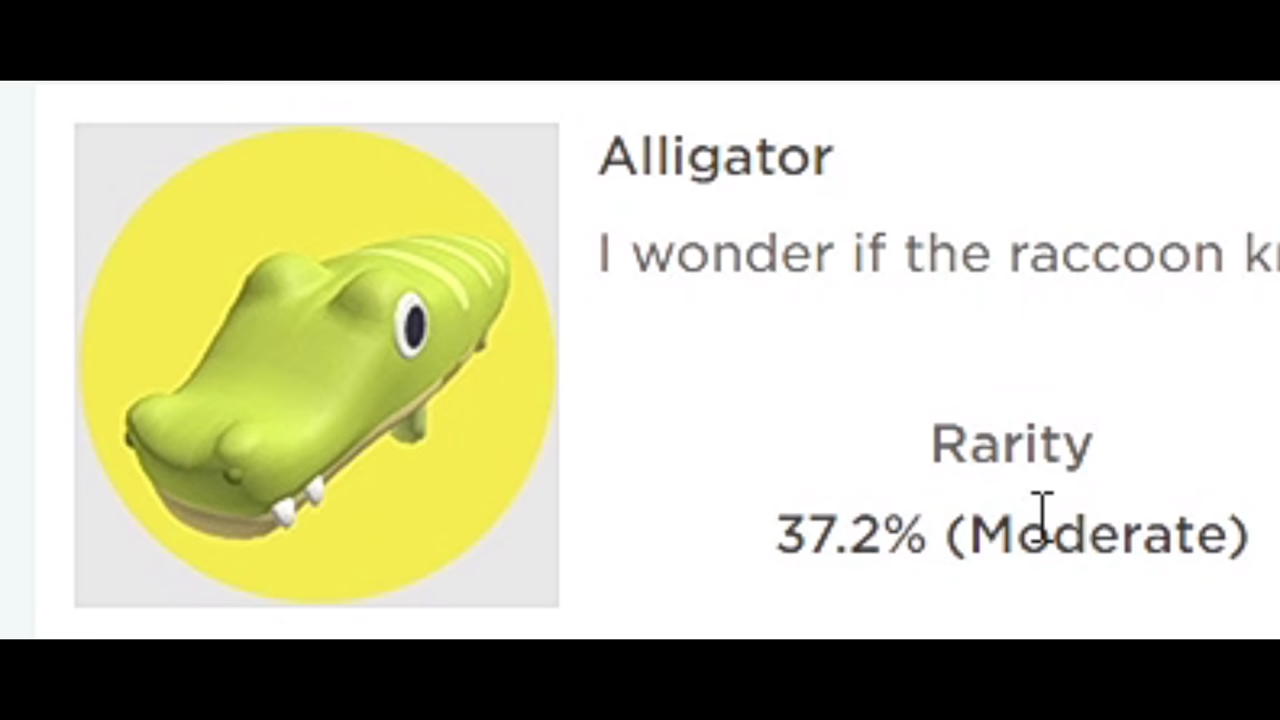 Alligator
I wonder if the raccoon
Rarity
37.2% (Moderate)